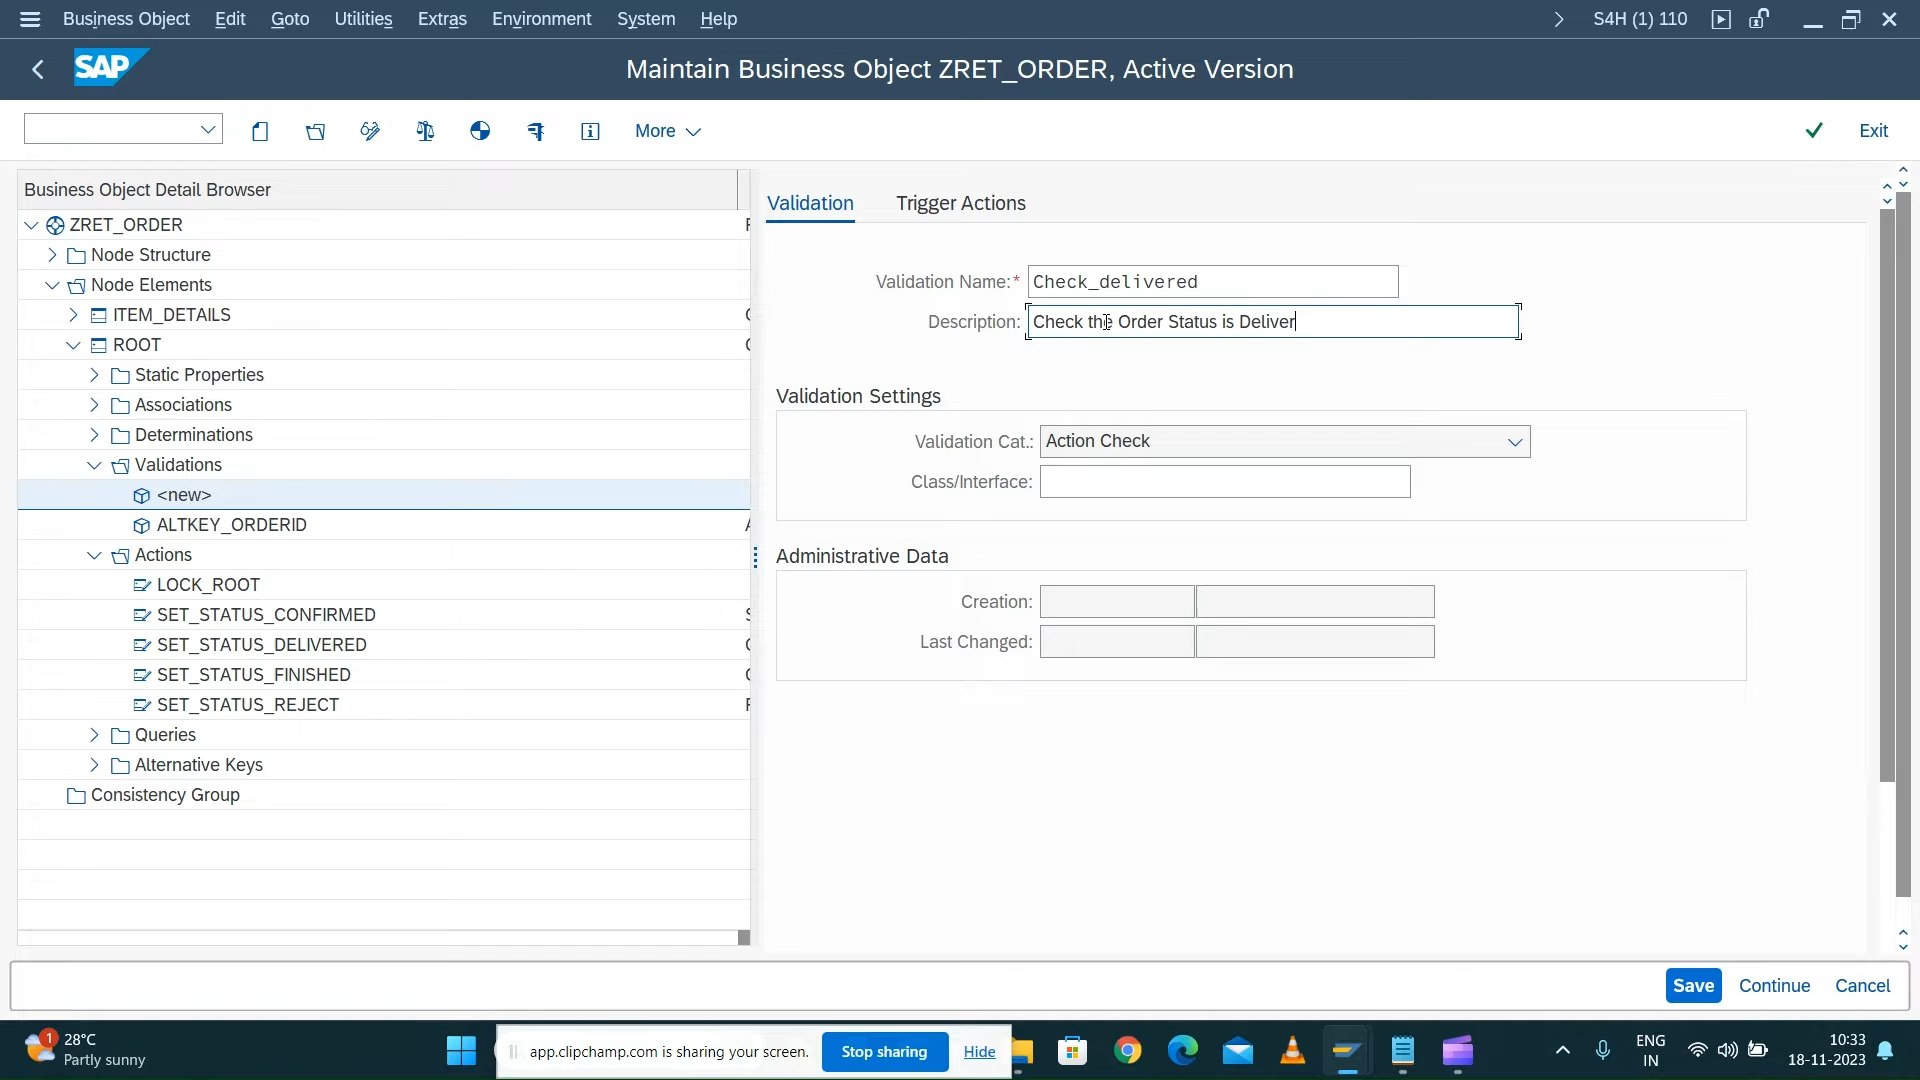 Business Object Edit Goto Utilities Extras Environment System Help S4H (1) 110
SAP Maintain Business Object ZRET_ORDER, Active Version
More Exit
Business Object Detail Browser
ZRET_ORDER
Node Structure
Node Elements
ITEM_DETAILS
ROOT
Static Properties
Associations
Determinations
Validations
<new>
ALTKEY_ORDERID
Actions
LOCK_ROOT
SET_STATUS_CONFIRMED
SET_STATUS_DELIVERED
SET_STATUS_FINISHED
SET_STATUS_REJECT
Queries
Alternative Keys
Consistency Group
Validation Trigger Actions
Validation Name:* Check_delivered
Description: Check the Order Status is Deliver
Validation Settings
Validation Cat.: Action Check
Class/Interface:
Administrative Data
Creation:
Last Changed:
Save Continue Cancel
1 28°C
Partly sunny
app.clipchamp.com is sharing your screen. Stop sharing Hide
ENG
IN
10:33
18-11-2023